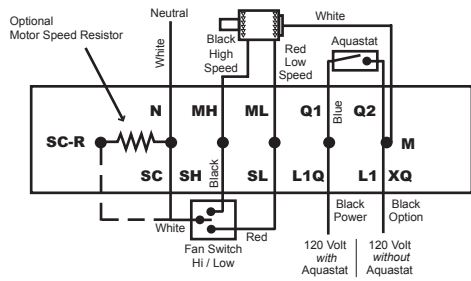 Optional
Motor Speed Resistor
Neutral
White
Black
High
Speed
Red
Low
Speed
White
Aquastat
N
MH
ML
Q1
Blue
Q2
SC-R
M
SC
SH
Black
SL
L1Q
L1
XQ
White
Fan Switch
Hi / Low
Red
Black
Power
Black
Option
120 Volt
with
Aquastat
120 Volt
without
Aquastat